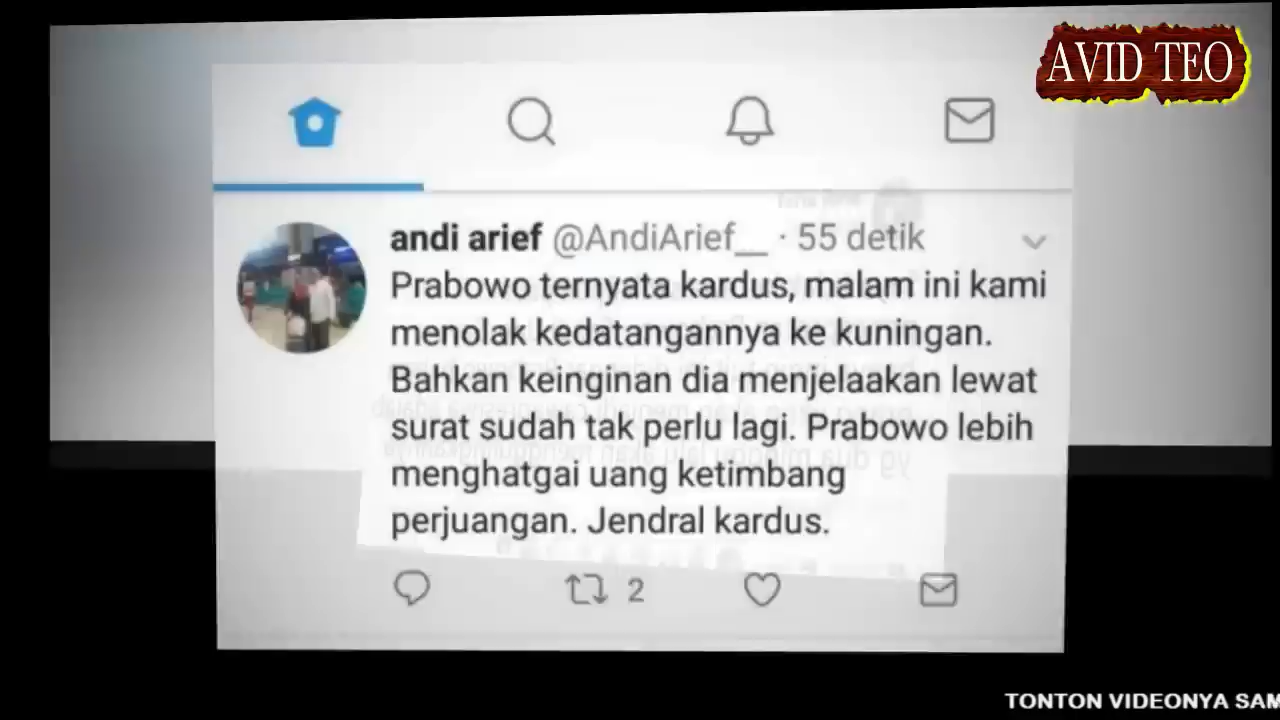 AVID TEO
andi arief @AndiArief__ · 55 detik
Prabowo ternyata kardus, malam ini kami
menolak kedatangannya ke kuningan.
Bahkan keinginan dia menjelaakan lewat
surat sudah tak perlu lagi. Prabowo lebih
menghatgai uang ketimbang
perjuangan. Jendral kardus.
2
TONTON VIDEONYA SAM